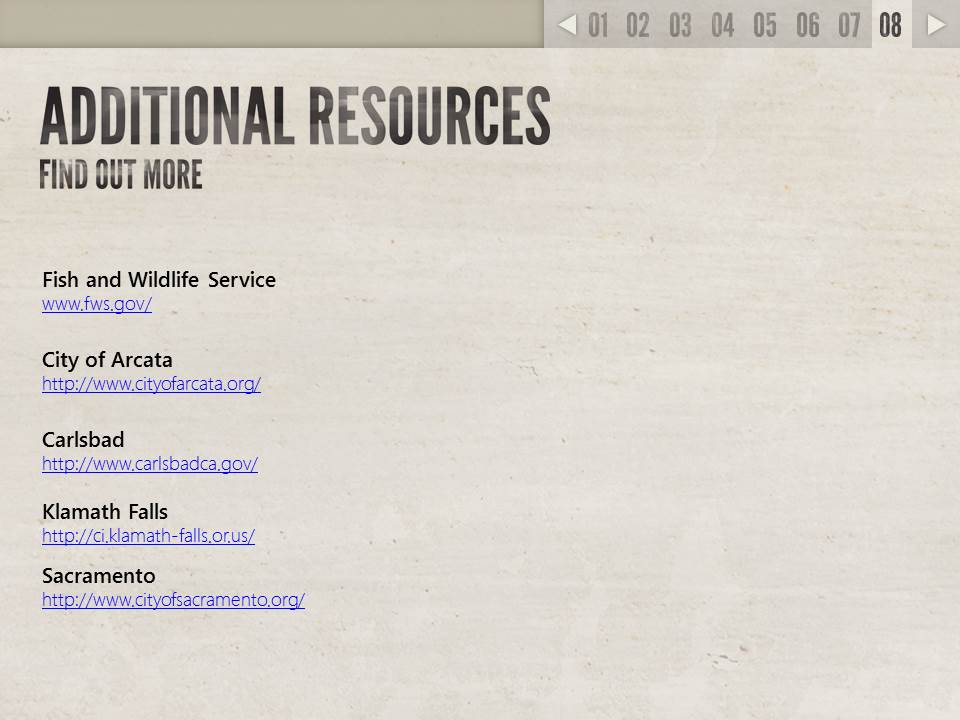 01 02 03 04 05 06 07 08
ADDITIONAL RESOURCES
FIND OUT MORE
Fish and Wildlife Service
www.fws.gov/
City of Arcata
http://www.cityofarcata.org/
Carlsbad
http://www.carlsbadca.gov/
Klamath Falls
http://ci.klamath-falls.or.us/
Sacramento
http://www.cityofsacramento.org/